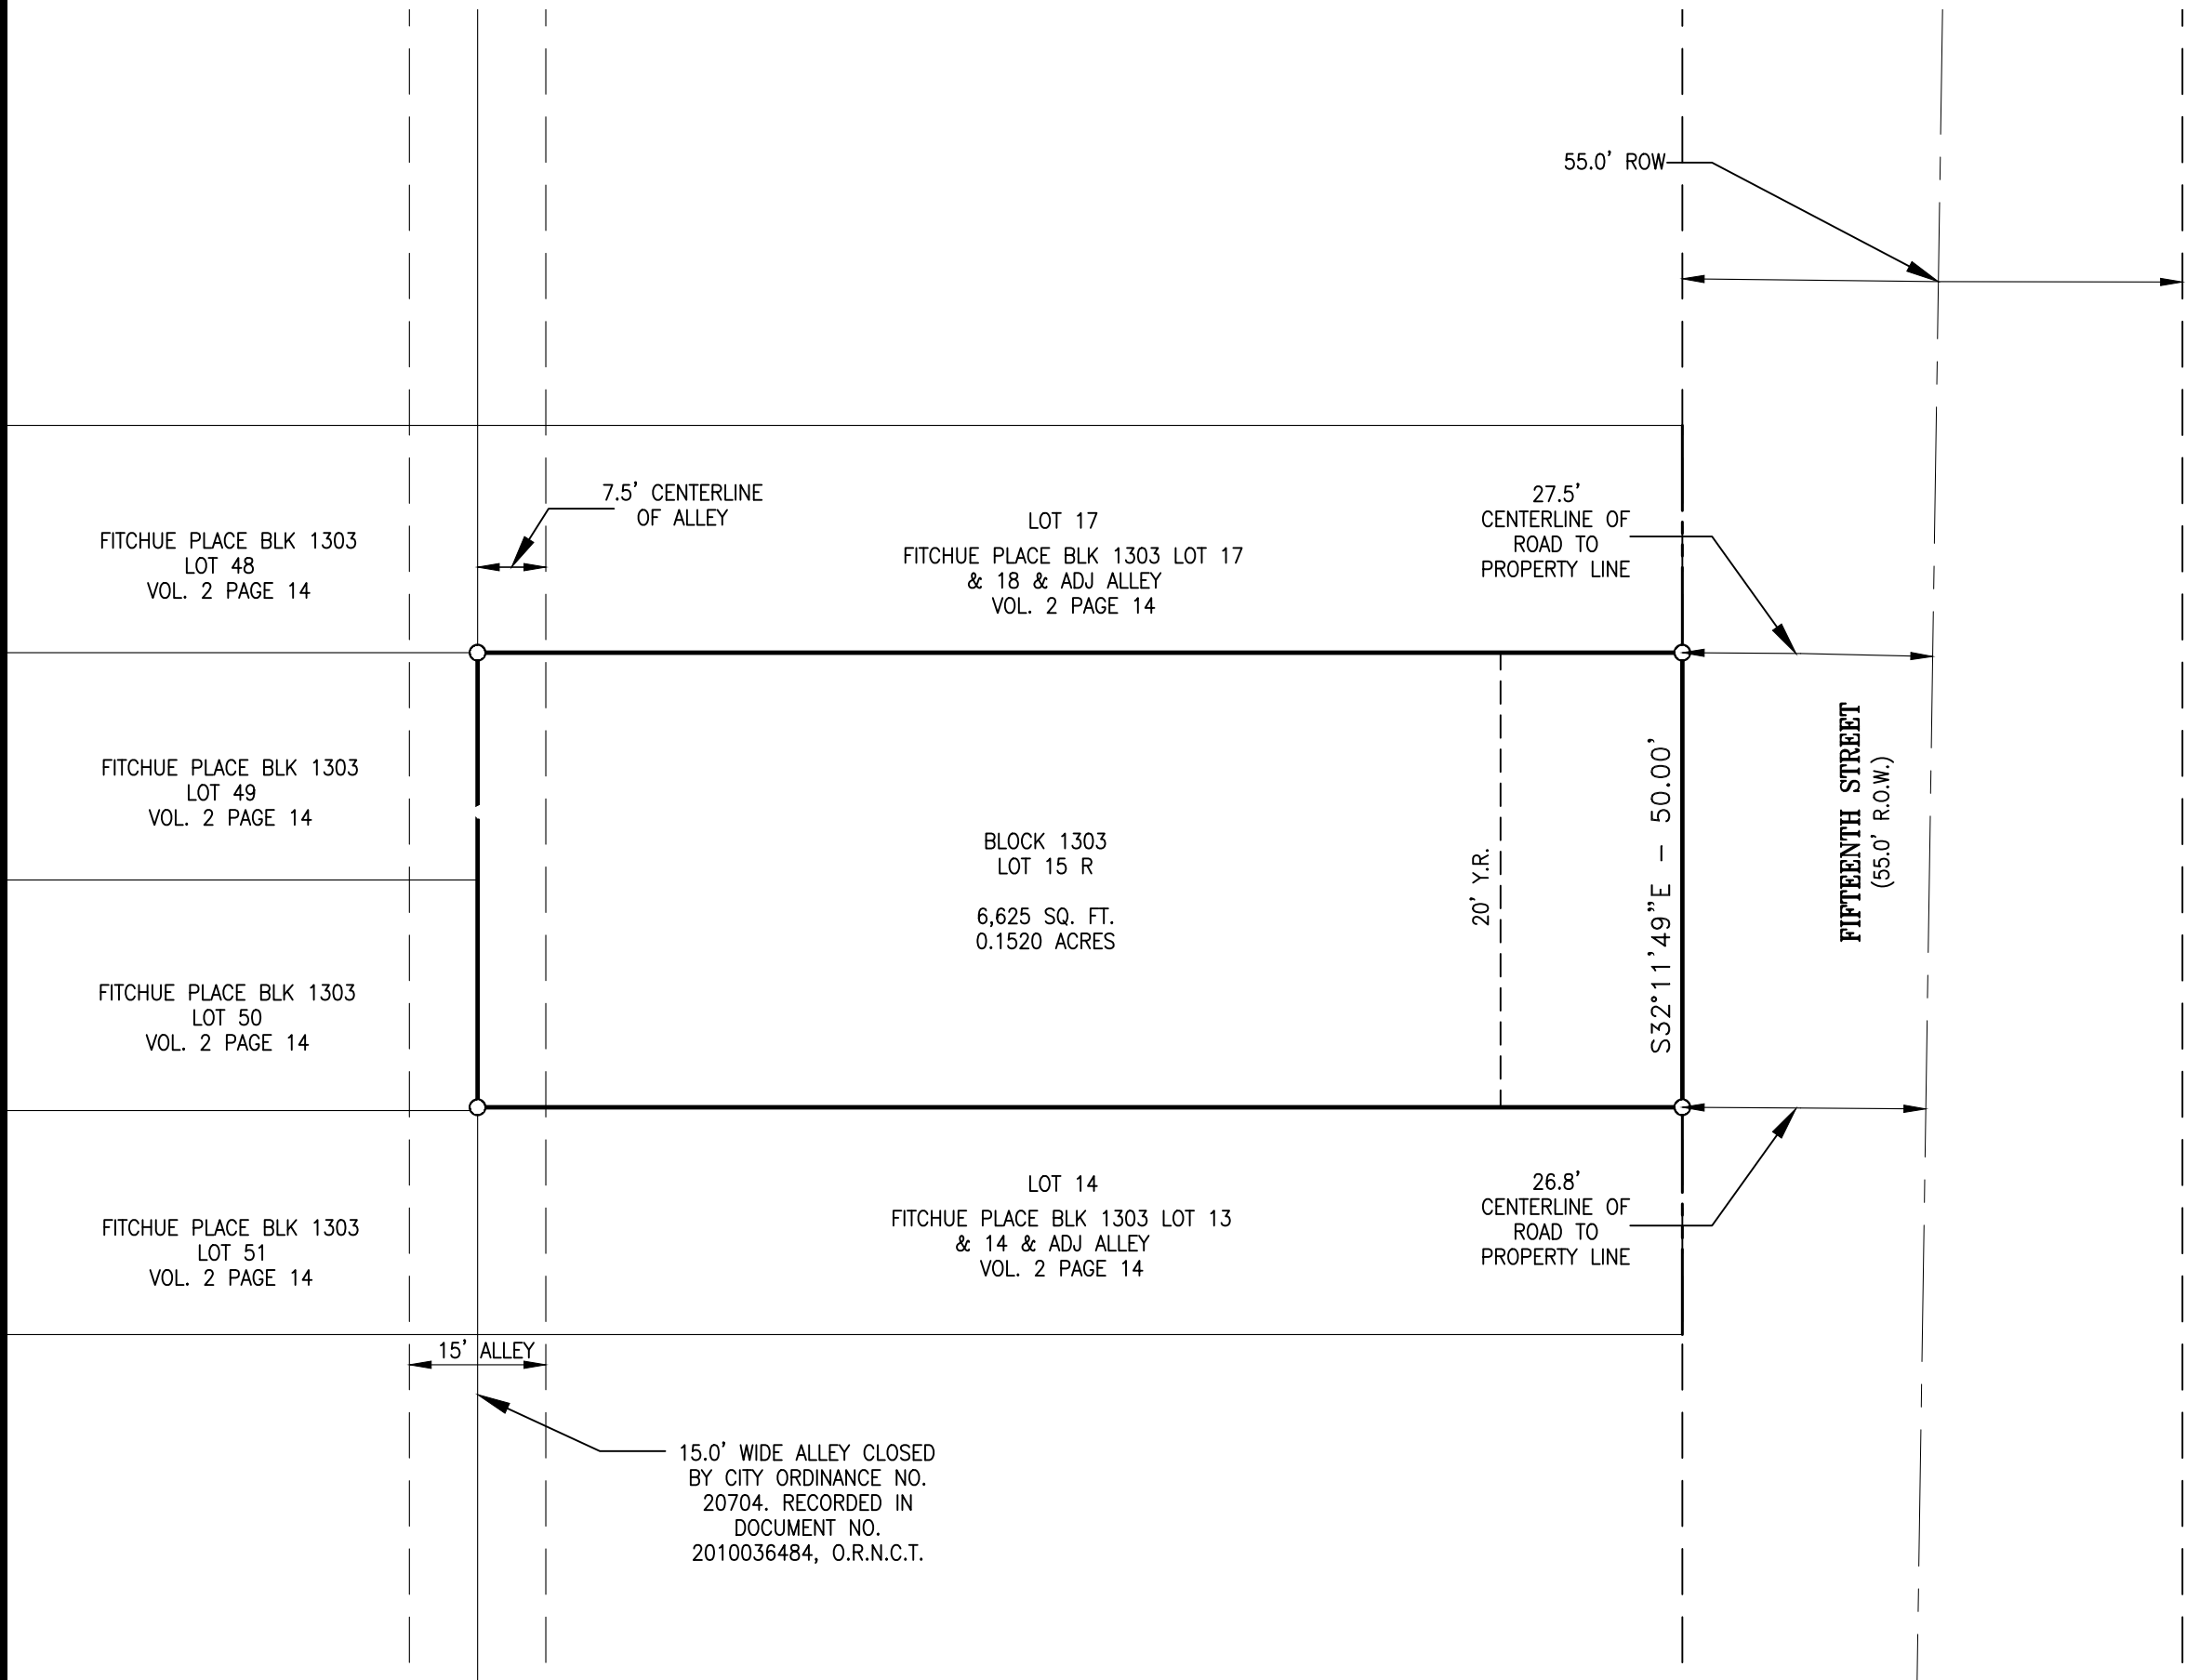 55.0' ROW
7.5' CENTERLINE
OF ALLEY
LOT 17
FITCHUE PLACE BLK 1303 LOT 17
& 18 & ADJ ALLEY
VOL. 2 PAGE 14
27.5'
CENTERLINE OF
ROAD TO
PROPERTY LINE
FITCHUE PLACE BLK 1303
LOT 48
VOL. 2 PAGE 14
FITCHUE PLACE BLK 1303
LOT 49
VOL. 2 PAGE 14
BLOCK 1303
LOT 15 R
6,625 SQ. FT.
0.1520 ACRES
20' Y.R.
S32°11'49"E - 50.00'
FIFTEENTH STREET
(55.0' R.O.W.)
FITCHUE PLACE BLK 1303
LOT 50
VOL. 2 PAGE 14
LOT 14
FITCHUE PLACE BLK 1303 LOT 13
& 14 & ADJ ALLEY
VOL. 2 PAGE 14
26.8'
CENTERLINE OF
ROAD TO
PROPERTY LINE
FITCHUE PLACE BLK 1303
LOT 51
VOL. 2 PAGE 14
15' ALLEY
15.0' WIDE ALLEY CLOSED
BY CITY ORDINANCE NO.
20704. RECORDED IN
DOCUMENT NO.
2010036484, O.R.N.C.T.